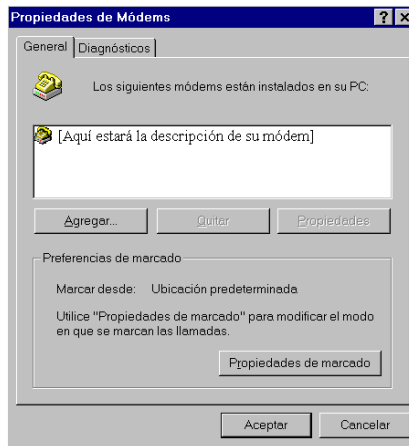 Propiedades de Módems
General Diagnósticos
Los siguientes módems están instalados en su PC:
[Aquí estará la descripción de su módem]
Agregar... Quitar Propiedades
Preferencias de marcado
Marcar desde: Ubicación predeterminada
Utilice "Propiedades de marcado" para modificar el modo
en que se marcan las llamadas.
Propiedades de marcado
Aceptar Cancelar